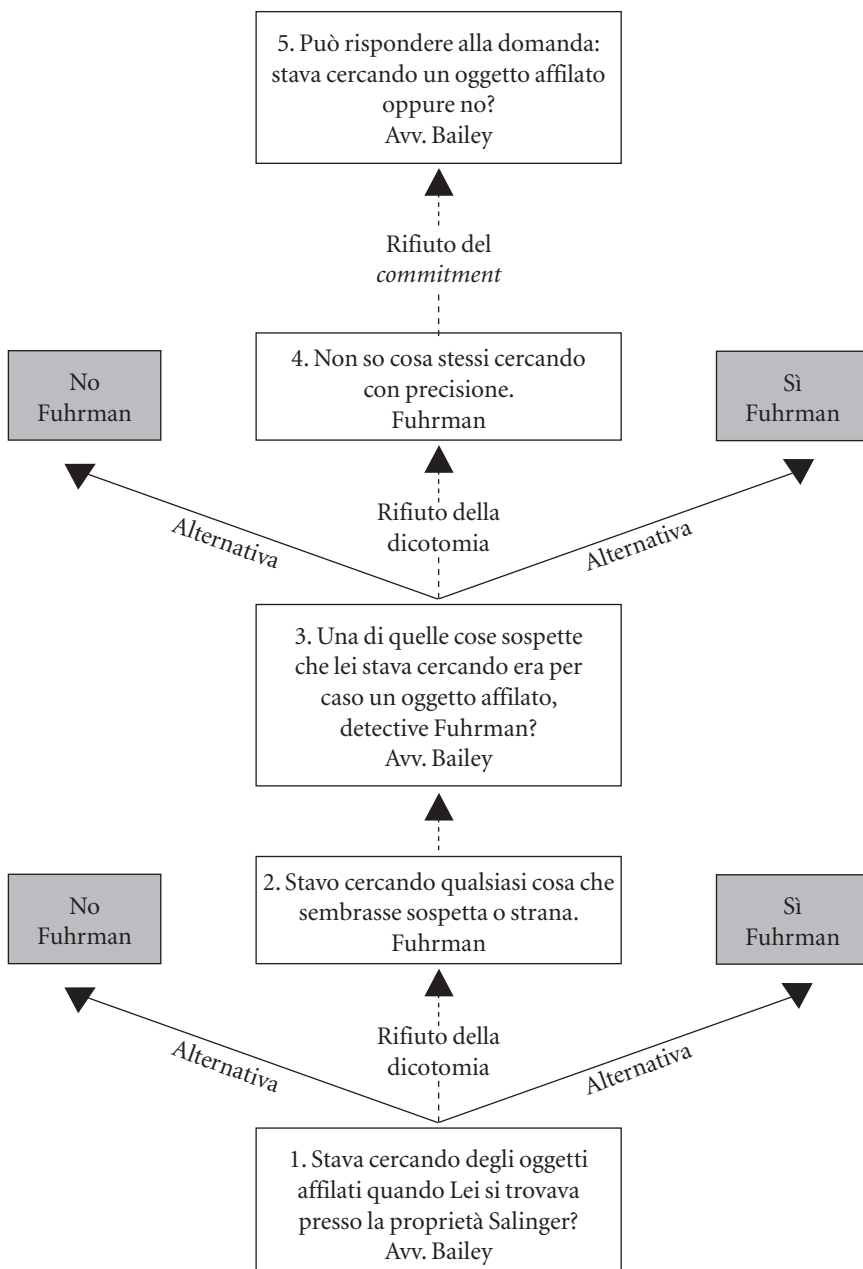 5. Può rispondere alla domanda:
stava cercando un oggetto affilato
oppure no?
Avv. Bailey
Rifiuto del
commitment
No
Fuhrman
4. Non so cosa stessi cercando
con precisione.
Fuhrman
Sì
Fuhrman
Alternativa
Rifiuto della
dicotomia
Alternativa
3. Una di quelle cose sospette
che lei stava cercando era per
caso un oggetto affilato,
detective Fuhrman?
Avv. Bailey
No
Fuhrman
2. Stavo cercando qualsiasi cosa che
sembrasse sospetta o strana.
Fuhrman
Sì
Fuhrman
Alternativa
Rifiuto della
dicotomia
Alternativa
1. Stava cercando degli oggetti
affilati quando Lei si trovava
presso la proprietà Salinger?
Avv. Bailey